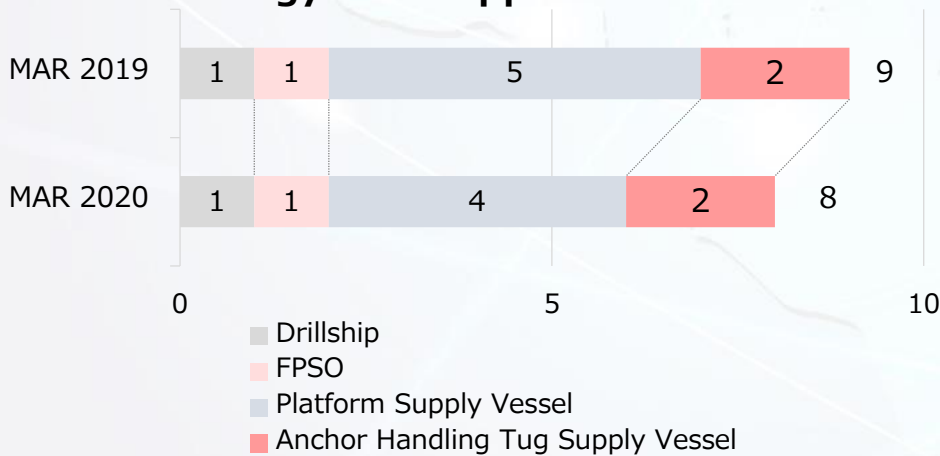 MAR 2019 1 1 5 2 9
MAR 2020 1 1 4 2 8
0 5 10
Drillship
FPSO
Platform Supply Vessel
Anchor Handling Tug Supply Vessel